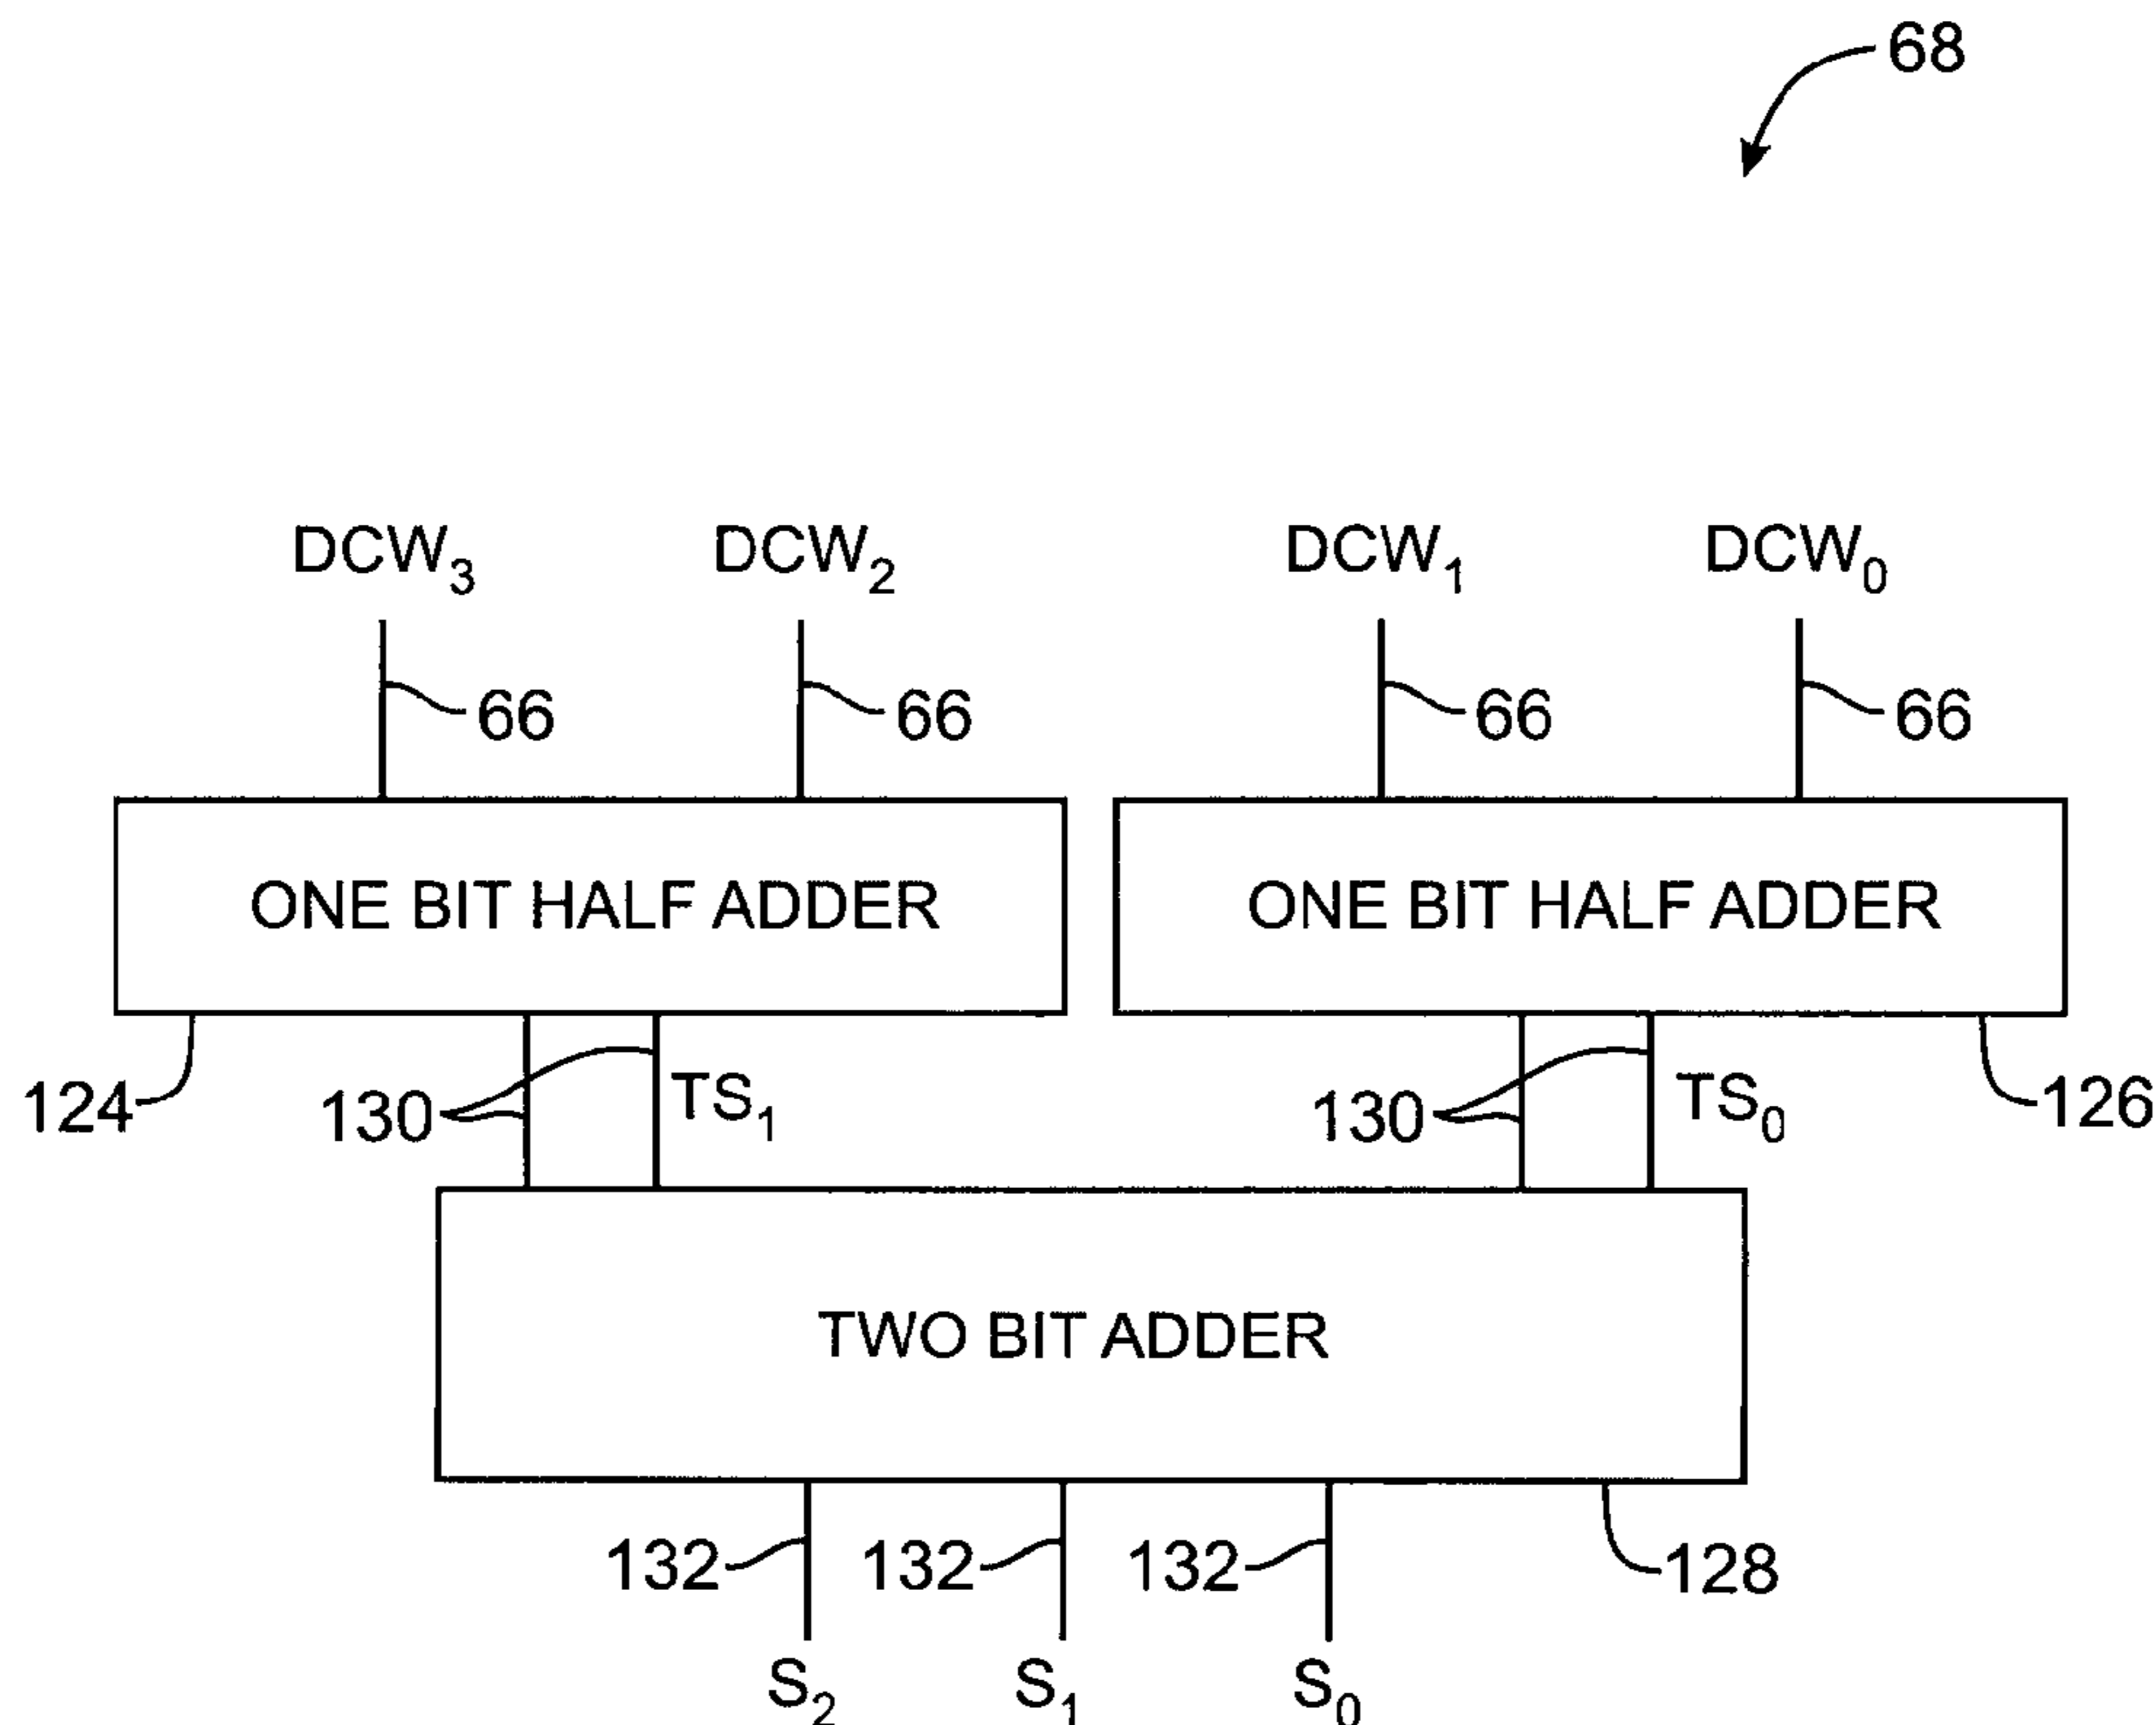 68
DCW₃ DCW₂ DCW₁ DCW₀
66 66 66 66
ONE BIT HALF ADDER ONE BIT HALF ADDER
124 130 TS₁ 130 TS₀ 126
TWO BIT ADDER
132 132 132 128
S₂ S₁ S₀